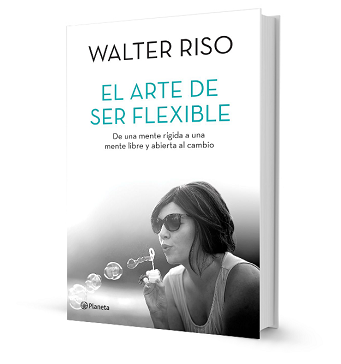 WALTER RISO
EL ARTE DE
SER FLEXIBLE
De una mente rígida a una
mente libre y abierta al cambio
Planeta